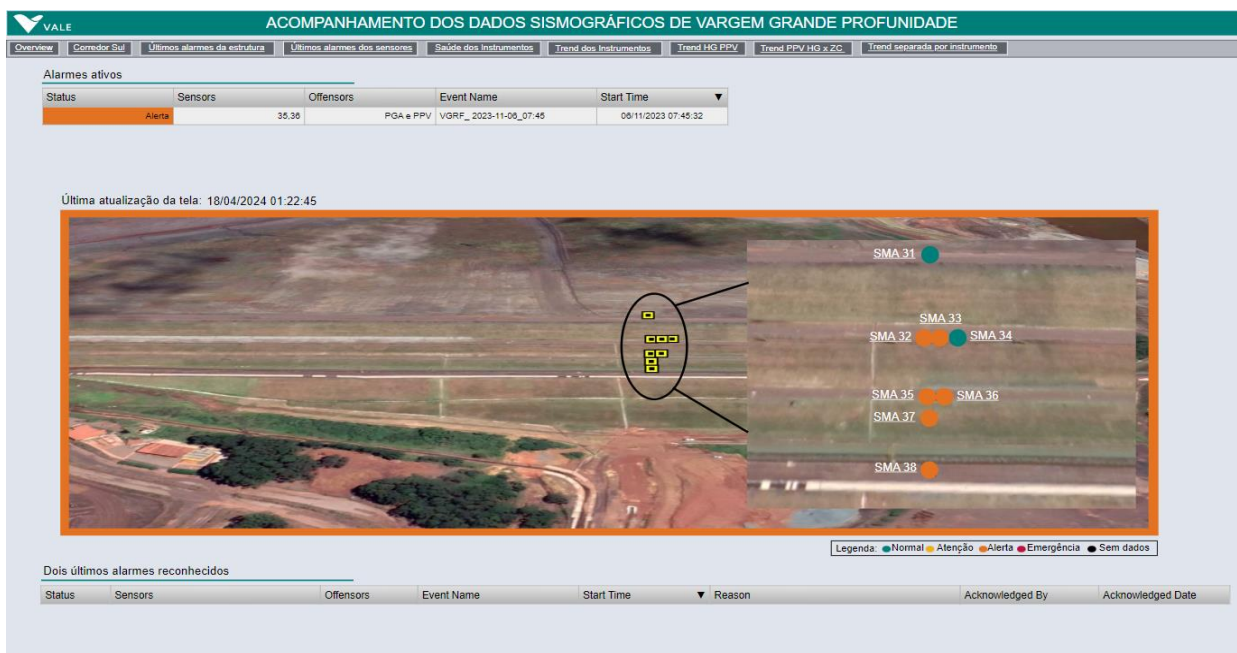 VALE
ACOMPANHAMENTO DOS DADOS SISMOGRÁFICOS DE VARGEM GRANDE PROFUNIDADE
Overview Corredor Sul Últimos alarmes da estrutura Últimos alarmes dos sensores Saúde dos Instrumentos Trend dos Instrumentos Trend HG PPV Trend PPV HG x ZC Trend separada por instrumento
Alarmes ativos
Status Sensors Offensors Event Name Start Time ▼
Alerta 35,36 PGA e PPV VGRF_ 2023-11-06_07:45 06/11/2023 07:45:32
Última atualização da tela: 18/04/2024 01:22:45
SMA 31
SMA 33
SMA 32 SMA 34
SMA 35 SMA 36
SMA 37
SMA 38
Legenda: Normal Atenção Alerta Emergência Sem dados
Dois últimos alarmes reconhecidos
Status Sensors Offensors Event Name Start Time ▼ Reason Acknowledged By Acknowledged Date